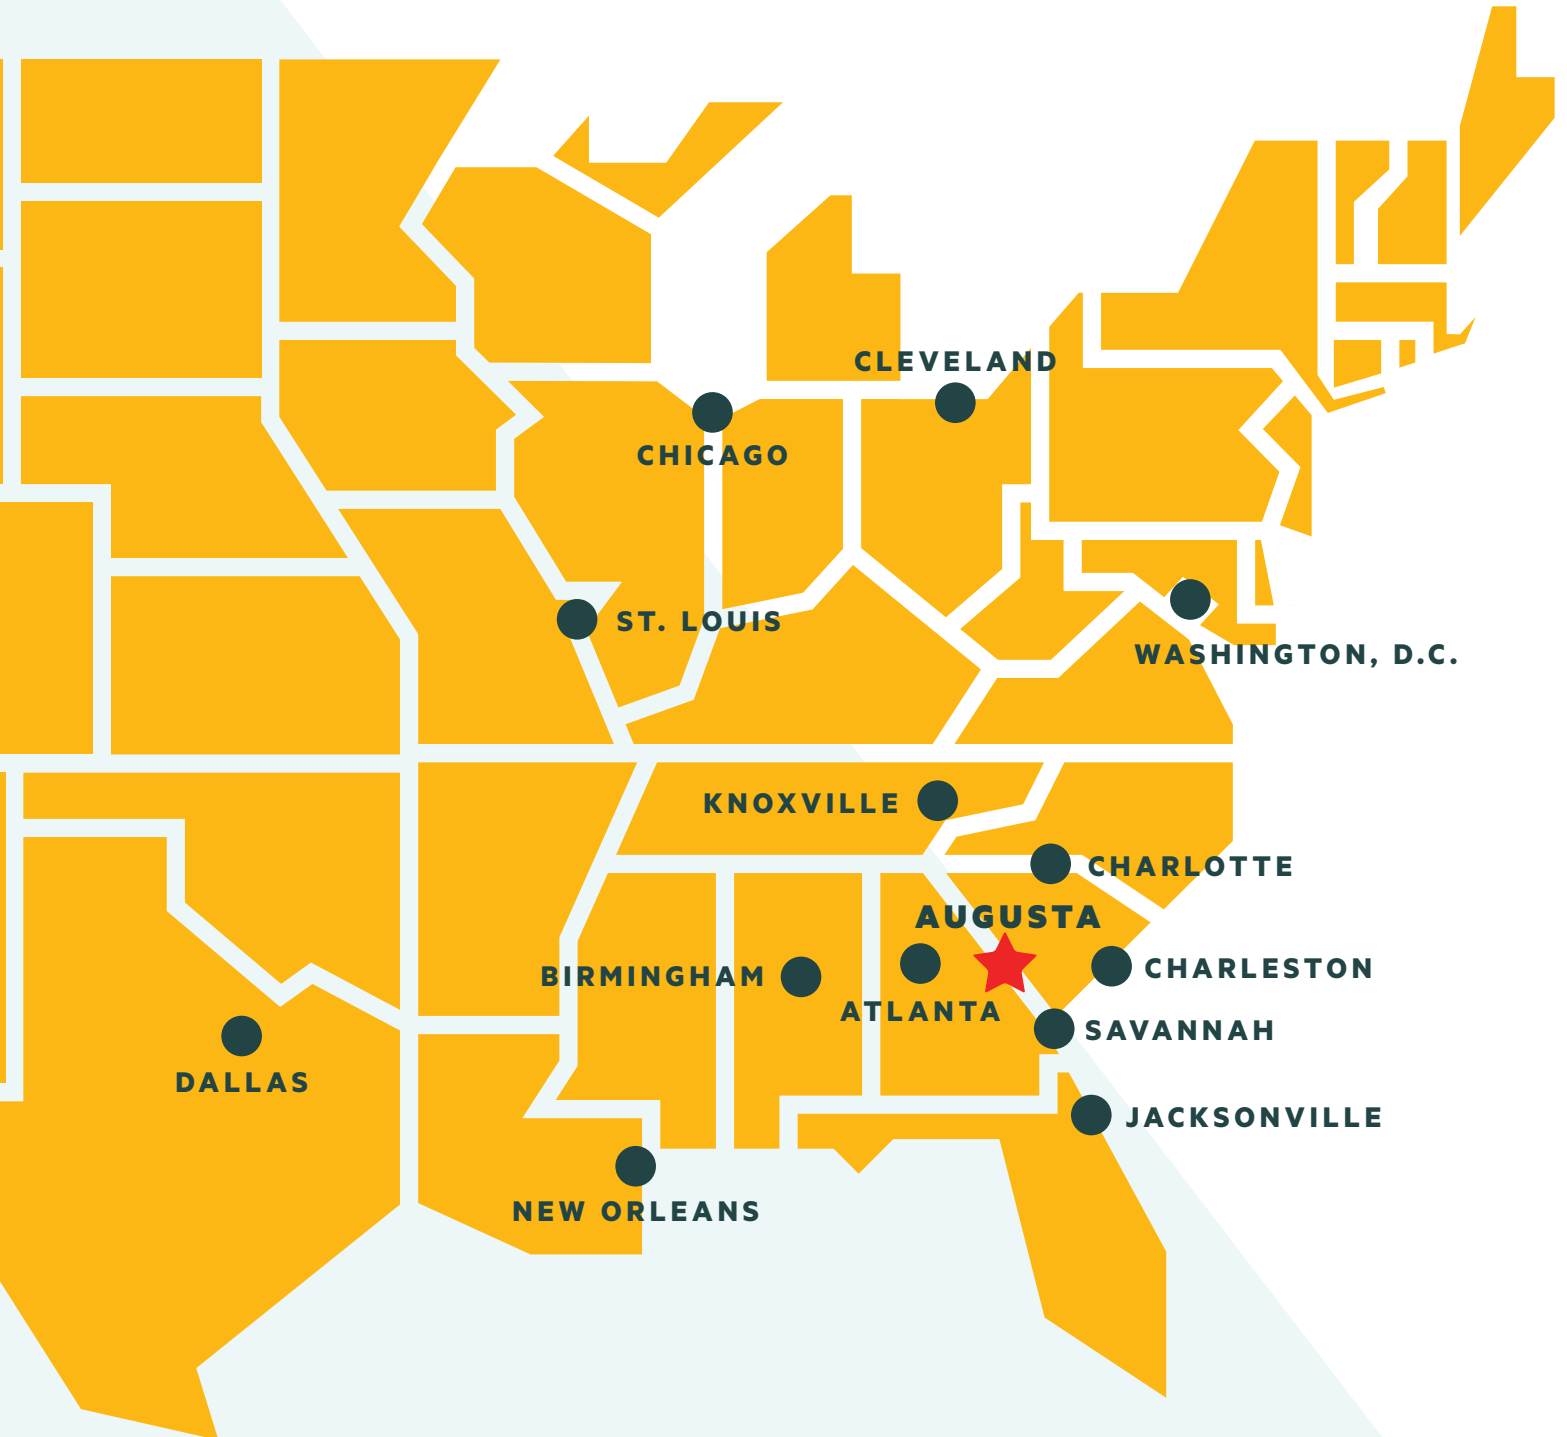 CLEVELAND
CHICAGO
ST. LOUIS
WASHINGTON, D.C.
KNOXVILLE
CHARLOTTE
AUGUSTA
CHARLESTON
BIRMINGHAM
ATLANTA
SAVANNAH
DALLAS
JACKSONVILLE
NEW ORLEANS